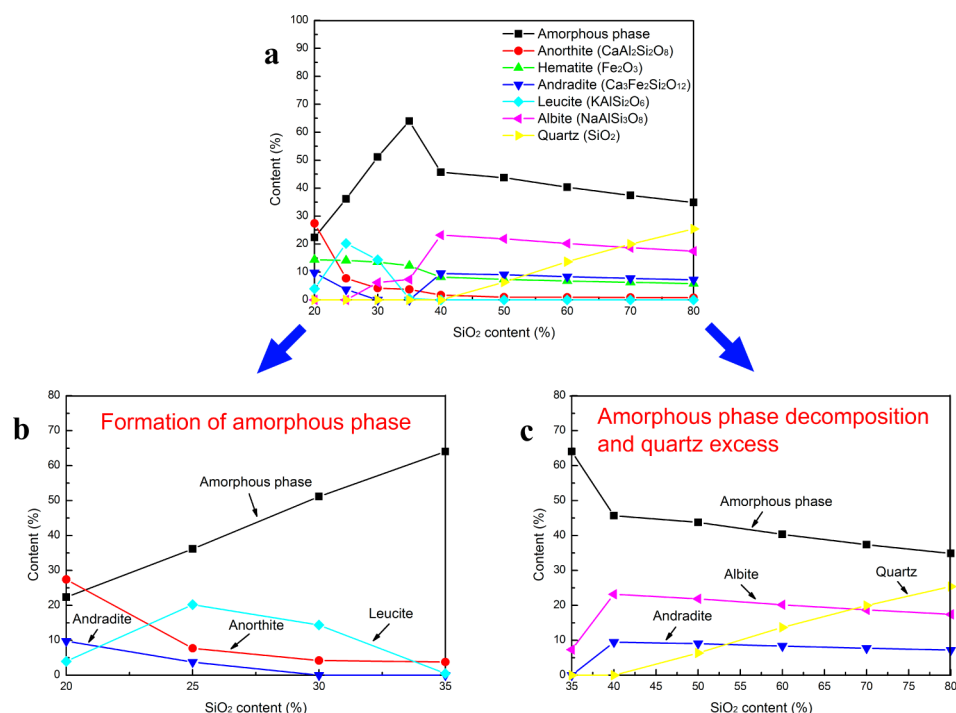 a
Amorphous phase
Anorthite (CaAl₂Si₂O₈)
Hematite (Fe₂O₃)
Andradite (Ca₃Fe₂Si₂O₁₂)
Leucite (KAlSi₂O₆)
Albite (NaAlSi₃O₈)
Quartz (SiO₂)
100
90
80
70
60
50
40
30
20
10
0
Content (%)
20 30 40 50 60 70 80
SiO₂ content (%)
b
Formation of amorphous phase
80
70
60
50
40
30
20
10
0
Content (%)
Amorphous phase
Andradite
Anorthite
Leucite
20 25 30 35
SiO₂ content (%)
c
Amorphous phase decomposition
and quartz excess
80
70
60
50
40
30
20
10
0
Content (%)
Amorphous phase
Albite
Quartz
Andradite
35 40 45 50 55 60 65 70 75 80
SiO₂ content (%)